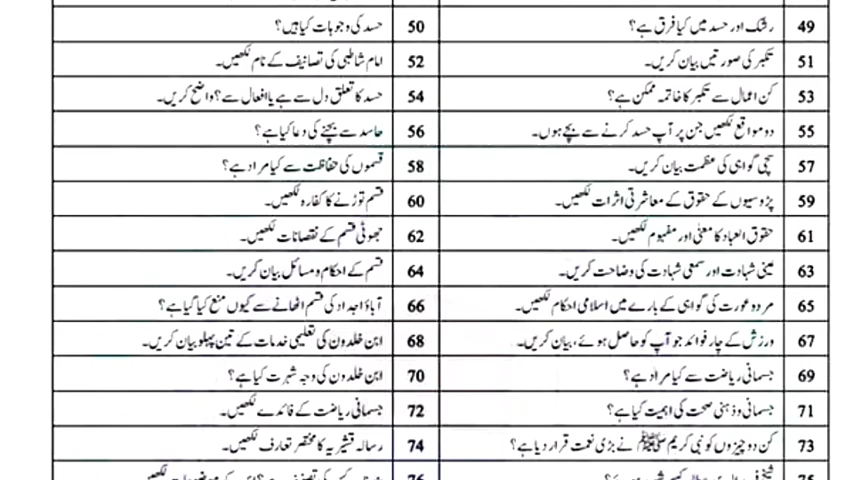 49 رشک اور حسد میں کیا فرق ہے؟ 50 حسد کی وجوہات کیا ہیں؟
51 تکبر کی صورتیں بیان کریں۔ 52 امام شاطبی کی تصانیف کے نام لکھیں۔
53 کن اعمال سے تکبر کا خاتمہ ممکن ہے؟ 54 حسد کا تعلق دل سے ہے یا افعال سے؟ واضح کریں۔
55 دو مواقع لکھیں جن پر آپ حسد کرنے سے بچے ہوں۔ 56 حاسد سے بچنے کی دعا کیا ہے؟
57 سچی گواہی کی عظمت بیان کریں۔ 58 قسموں کی حفاظت سے کیا مراد ہے؟
59 پڑوسیوں کے حقوق کے معاشرتی اثرات لکھیں۔ 60 قسم توڑنے کا کفارہ لکھیں۔
61 حقوق العباد کا معنی اور مفہوم لکھیں۔ 62 جھوٹی قسم کے نقصانات لکھیں۔
63 عینی شہادت اور سمعی شہادت کی وضاحت کریں۔ 64 قسم کے احکام و مسائل بیان کریں۔
65 مرد و عورت کی گواہی کے بارے میں اسلامی احکام لکھیں۔ 66 آباؤ اجداد کی قسم اٹھانے سے کیوں منع کیا گیا ہے؟
67 ورزش کے چار فوائد جو آپ کو حاصل ہوئے، بیان کریں۔ 68 ابن خلدون کی تعلیمی خدمات کے تین پہلو بیان کریں۔
69 جسمانی ریاضت سے کیا مراد ہے؟ 70 ابن خلدون کی وجہ شہرت کیا ہے؟
71 جسمانی و ذہنی صحت کی اہمیت کیا ہے؟ 72 جسمانی ریاضت کے فائدے لکھیں۔
73 کن دو چیزوں کو نبی کریم ﷺ نے بڑی نعمت قرار دیا ہے؟ 74 رسالہ قشیریہ کا مختصر تعارف لکھیں۔
75 76